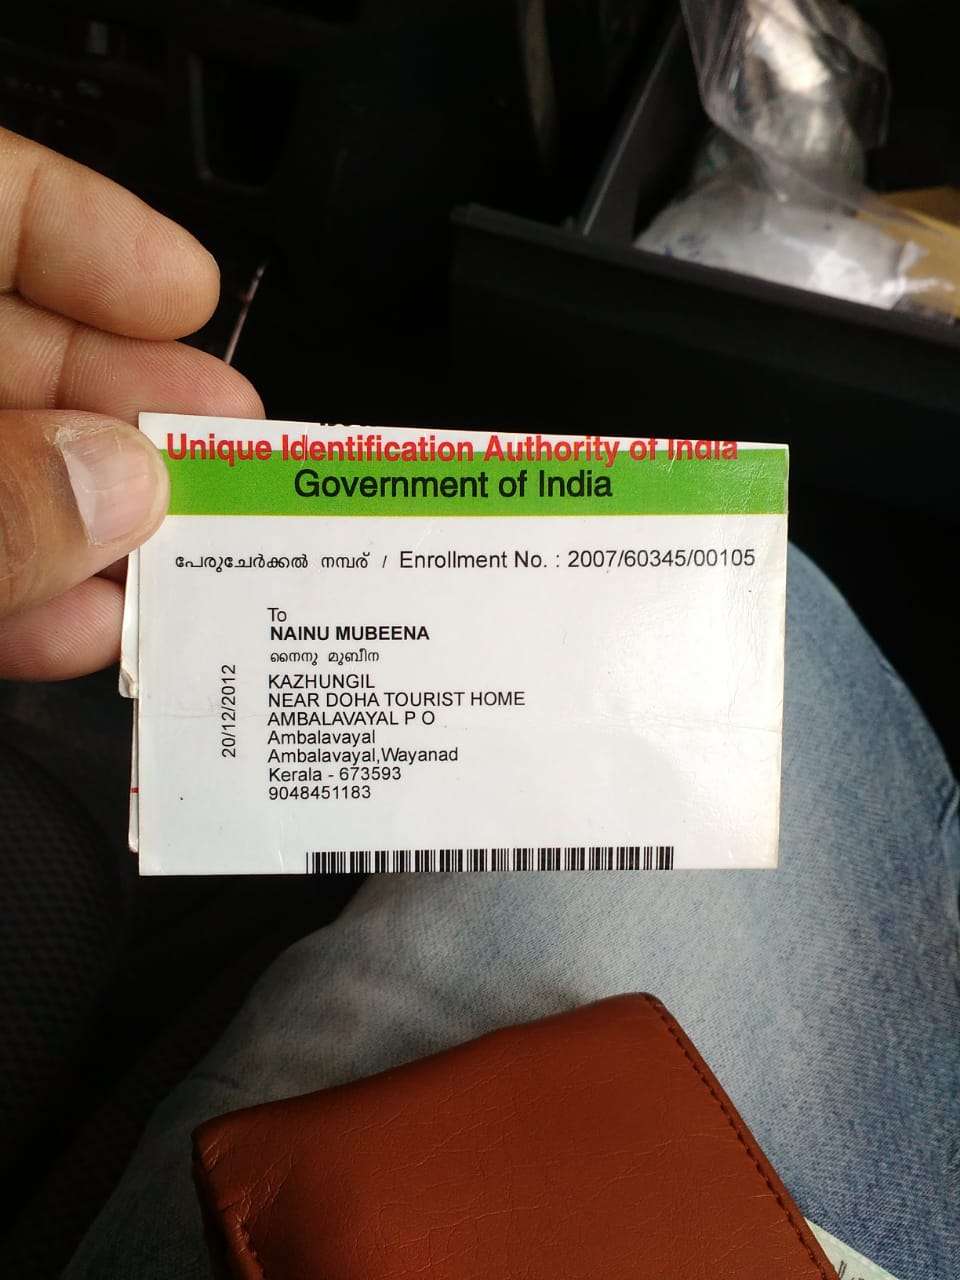 Unique Identification Authority of India
Government of India
പേരുചേർക്കൽ നമ്പര് / Enrollment No. : 2007/60345/00105
To
NAINU MUBEENA
നൈനു മുബീന
KAZHUNGIL
NEAR DOHA TOURIST HOME
AMBALAVAYAL P O
Ambalavayal
Ambalavayal,Wayanad
Kerala - 673593
9048451183
20/12/2012